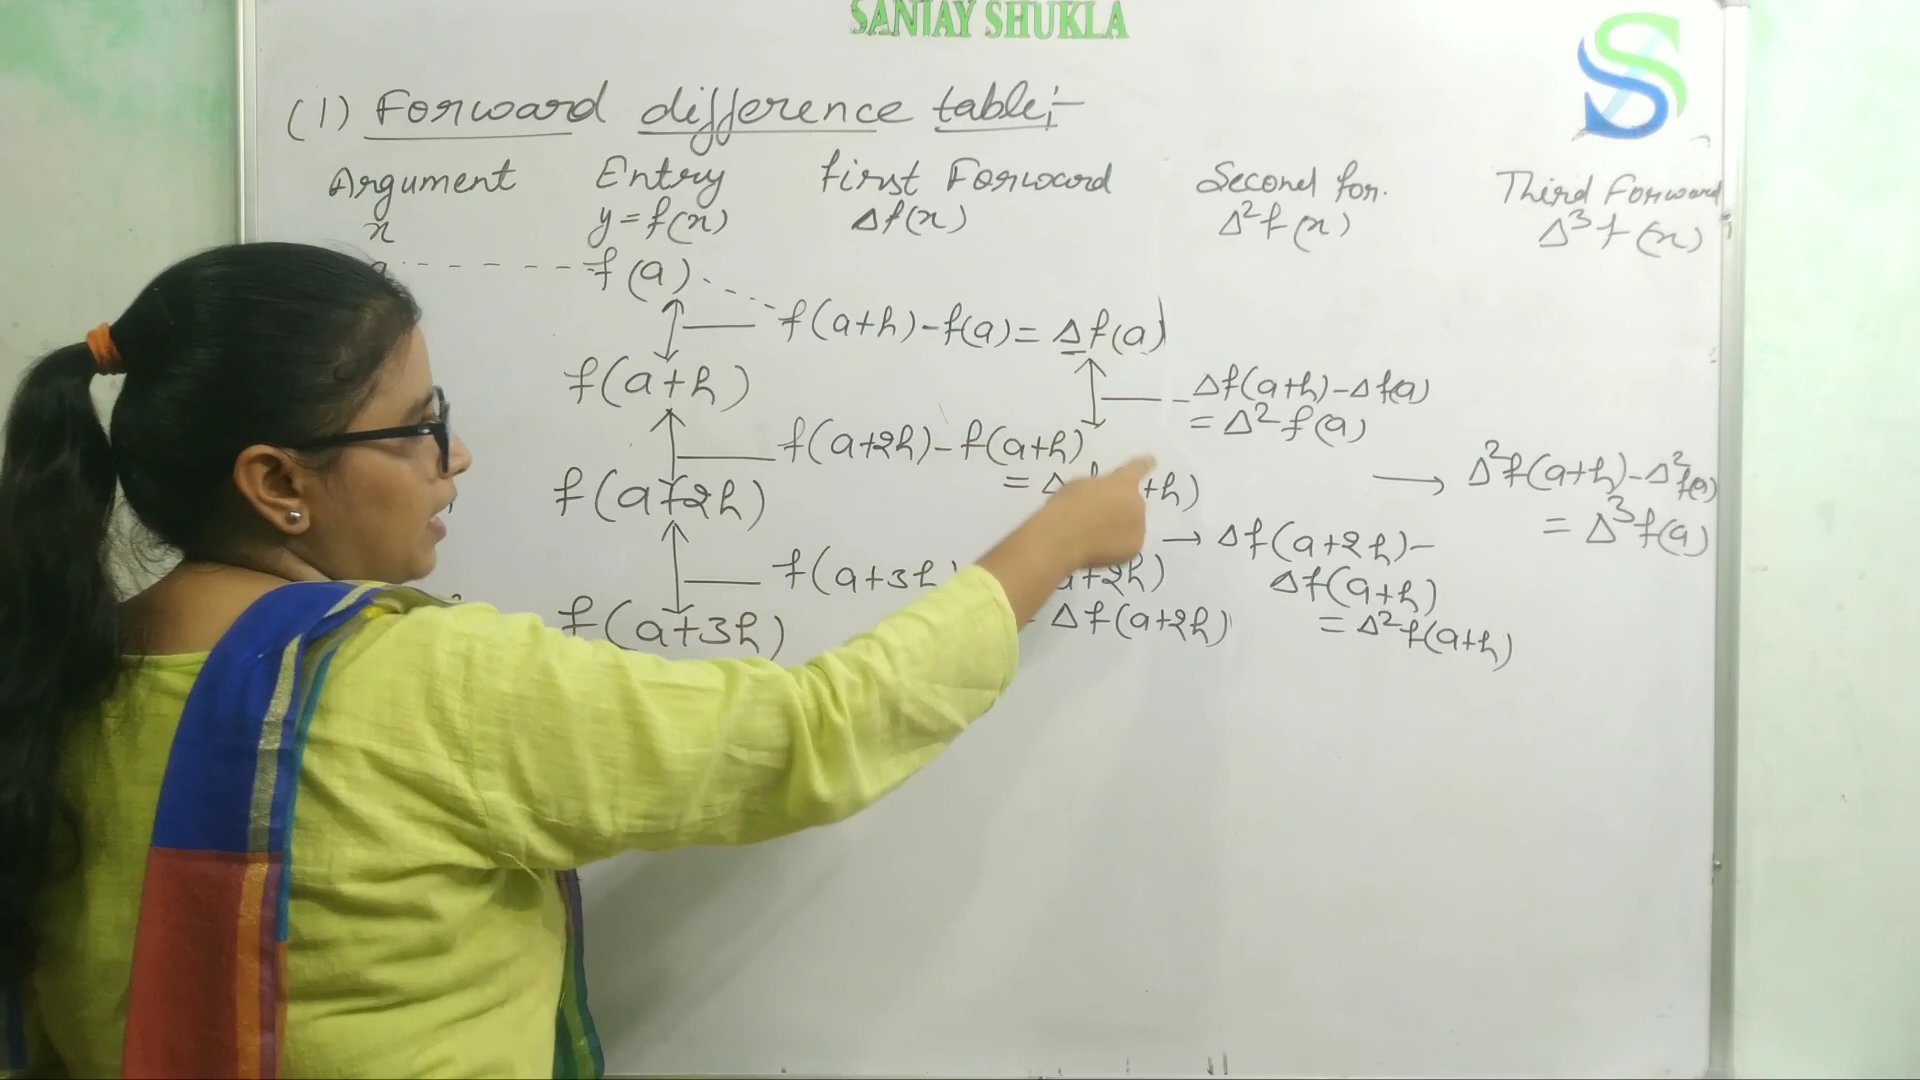 SANJAY SHUKLA
(1) Forward difference table:-
Argument Entry First Forward Second for. Third Forward
x y=f(x) Δf(x) Δ²f(x) Δ³f(x)
a - - - - - - f(a) - - - -
f(a+h)-f(a)= Δf(a)
f(a+h) Δf(a+h)-Δf(a)
= Δ²f(a)
f(a+2h)-f(a+h)
= Δ +h)
f(a+2h) → Δ²f(a+h)-Δ²f(a)
= Δ³f(a)
→ Δf(a+2h)-
f(a+3h) a+2h) Δf(a+h)
f(a+3h) Δf(a+2h) = Δ²f(a+h)